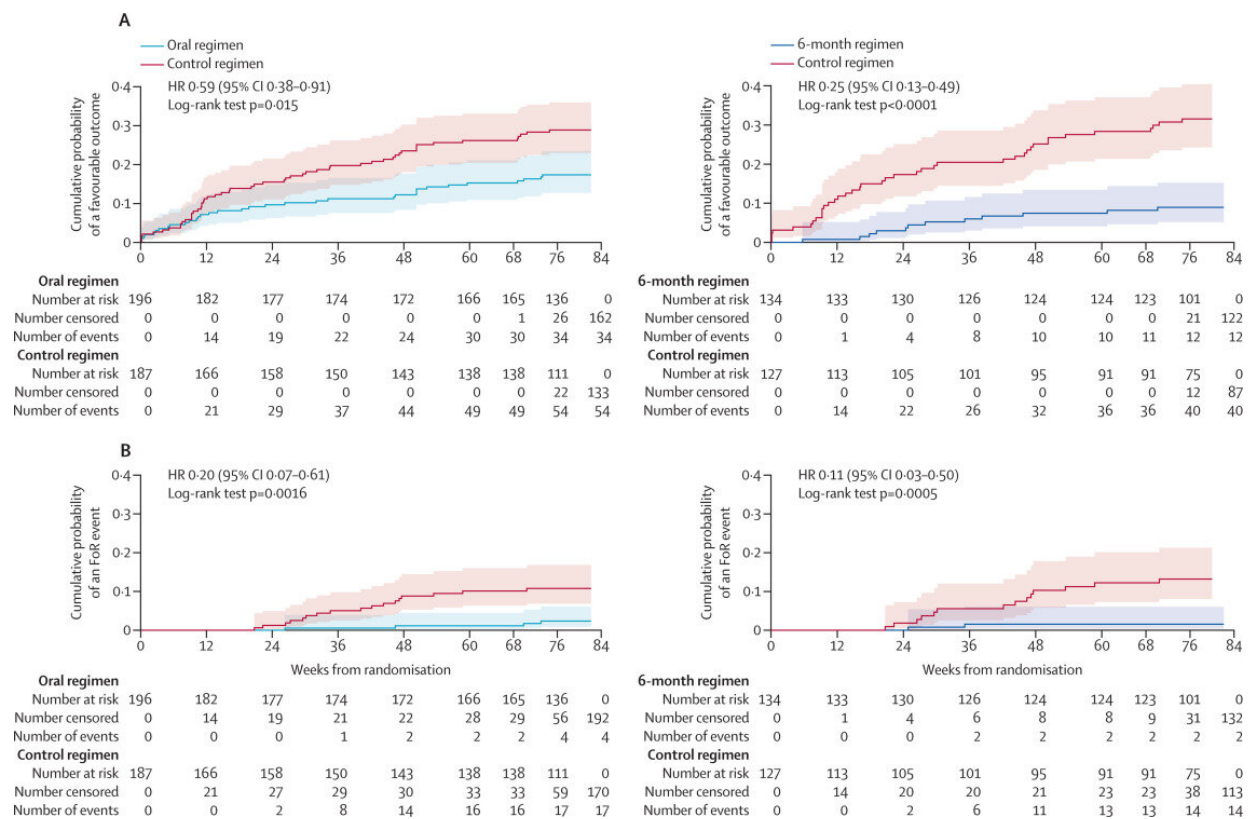 A
Oral regimen
Control regimen
HR 0·59 (95% CI 0·38–0·91)
Log-rank test p=0·015
Cumulative probability
of a favourable outcome
0·4
0·3
0·2
0·1
0
0 12 24 36 48 60 68 76 84
Oral regimen
Number at risk 196 182 177 174 172 166 165 136 0
Number censored 0 0 0 0 0 0 1 26 162
Number of events 0 14 19 22 24 30 30 34 34
Control regimen
Number at risk 187 166 158 150 143 138 138 111 0
Number censored 0 0 0 0 0 0 0 22 133
Number of events 0 21 29 37 44 49 49 54 54
6-month regimen
Control regimen
HR 0·25 (95% CI 0·13–0·49)
Log-rank test p<0·0001
Cumulative probability
of a favourable outcome
0·4
0·3
0·2
0·1
0
0 12 24 36 48 60 68 76 84
6-month regimen
Number at risk 134 133 130 126 124 124 123 101 0
Number censored 0 0 0 0 0 0 0 21 122
Number of events 0 1 4 8 10 10 11 12 12
Control regimen
Number at risk 127 113 105 101 95 91 91 75 0
Number censored 0 0 0 0 0 0 0 12 87
Number of events 0 14 22 26 32 36 36 40 40
B
HR 0·20 (95% CI 0·07–0·61)
Log-rank test p=0·0016
Cumulative probability
of an FoR event
0·4
0·3
0·2
0·1
0
0 12 24 36 48 60 68 76 84
Weeks from randomisation
Oral regimen
Number at risk 196 182 177 174 172 166 165 136 0
Number censored 0 14 19 21 22 28 29 56 192
Number of events 0 0 0 1 2 2 2 4 4
Control regimen
Number at risk 187 166 158 150 143 138 138 111 0
Number censored 0 21 27 29 30 33 33 59 170
Number of events 0 0 2 8 14 16 16 17 17
HR 0·11 (95% CI 0·03–0·50)
Log-rank test p=0·0005
Cumulative probability
of an FoR event
0·4
0·3
0·2
0·1
0
0 12 24 36 48 60 68 76 84
Weeks from randomisation
6-month regimen
Number at risk 134 133 130 126 124 124 123 101 0
Number censored 0 1 4 6 8 8 9 31 132
Number of events 0 0 0 2 2 2 2 2 2
Control regimen
Number at risk 127 113 105 101 95 91 91 75 0
Number censored 0 14 20 20 21 23 23 38 113
Number of events 0 0 2 6 11 13 13 14 14